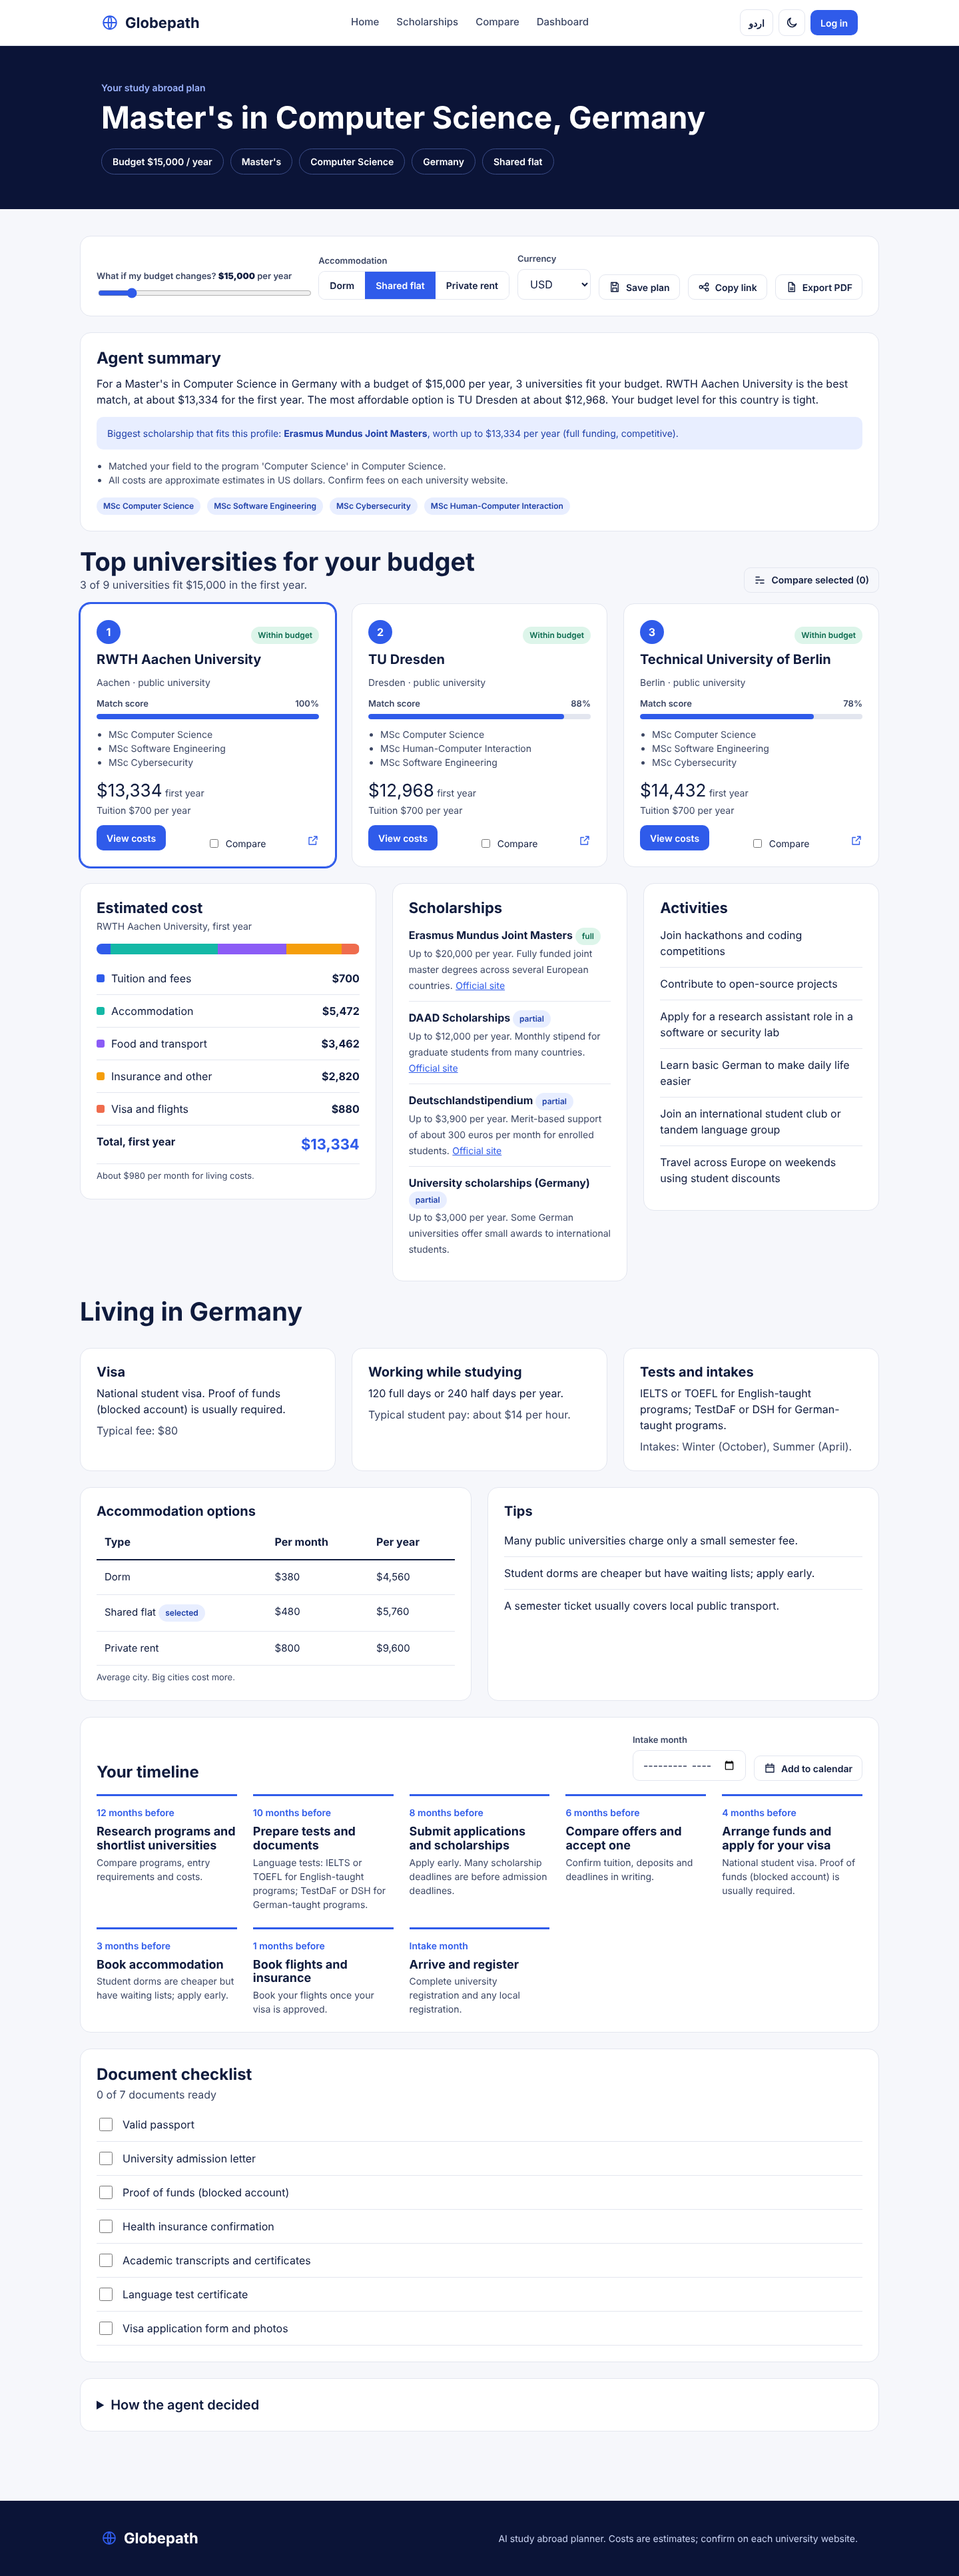 Globepath
Home Scholarships Compare Dashboard
اردو
Log in
Your study abroad plan
Master's in Computer Science, Germany
Budget $15,000 / year Master's Computer Science Germany Shared flat
What if my budget changes? $15,000 per year
Accommodation
Dorm Shared flat Private rent
Currency
USD
Save plan Copy link Export PDF
Agent summary
For a Master's in Computer Science in Germany with a budget of $15,000 per year, 3 universities fit your budget. RWTH Aachen University is the best
match, at about $13,334 for the first year. The most affordable option is TU Dresden at about $12,968. Your budget level for this country is tight.
Biggest scholarship that fits this profile: Erasmus Mundus Joint Masters, worth up to $13,334 per year (full funding, competitive).
• Matched your field to the program 'Computer Science' in Computer Science.
• All costs are approximate estimates in US dollars. Confirm fees on each university website.
MSc Computer Science MSc Software Engineering MSc Cybersecurity MSc Human-Computer Interaction
Top universities for your budget
3 of 9 universities fit $15,000 in the first year.
Compare selected (0)
1
Within budget
RWTH Aachen University
Aachen · public university
Match score 100%
• MSc Computer Science
• MSc Software Engineering
• MSc Cybersecurity
$13,334 first year
Tuition $700 per year
View costs Compare
2
Within budget
TU Dresden
Dresden · public university
Match score 88%
• MSc Computer Science
• MSc Human-Computer Interaction
• MSc Software Engineering
$12,968 first year
Tuition $700 per year
View costs Compare
3
Within budget
Technical University of Berlin
Berlin · public university
Match score 78%
• MSc Computer Science
• MSc Software Engineering
• MSc Cybersecurity
$14,432 first year
Tuition $700 per year
View costs Compare
Estimated cost
RWTH Aachen University, first year
Tuition and fees $700
Accommodation $5,472
Food and transport $3,462
Insurance and other $2,820
Visa and flights $880
Total, first year $13,334
About $980 per month for living costs.
Scholarships
Erasmus Mundus Joint Masters full
Up to $20,000 per year. Fully funded joint
master degrees across several European
countries. Official site
DAAD Scholarships partial
Up to $12,000 per year. Monthly stipend for
graduate students from many countries.
Official site
Deutschlandstipendium partial
Up to $3,900 per year. Merit-based support
of about 300 euros per month for enrolled
students. Official site
University scholarships (Germany)
partial
Up to $3,000 per year. Some German
universities offer small awards to international
students.
Activities
Join hackathons and coding
competitions
Contribute to open-source projects
Apply for a research assistant role in a
software or security lab
Learn basic German to make daily life
easier
Join an international student club or
tandem language group
Travel across Europe on weekends
using student discounts
Living in Germany
Visa
National student visa. Proof of funds
(blocked account) is usually required.
Typical fee: $80
Working while studying
120 full days or 240 half days per year.
Typical student pay: about $14 per hour.
Tests and intakes
IELTS or TOEFL for English-taught
programs; TestDaF or DSH for German-
taught programs.
Intakes: Winter (October), Summer (April).
Accommodation options
Type Per month Per year
Dorm $380 $4,560
Shared flat selected $480 $5,760
Private rent $800 $9,600
Average city. Big cities cost more.
Tips
Many public universities charge only a small semester fee.
Student dorms are cheaper but have waiting lists; apply early.
A semester ticket usually covers local public transport.
Your timeline
Intake month
--------- ----
Add to calendar
12 months before
Research programs and
shortlist universities
Compare programs, entry
requirements and costs.
10 months before
Prepare tests and
documents
Language tests: IELTS or
TOEFL for English-taught
programs; TestDaF or DSH for
German-taught programs.
8 months before
Submit applications
and scholarships
Apply early. Many scholarship
deadlines are before admission
deadlines.
6 months before
Compare offers and
accept one
Confirm tuition, deposits and
deadlines in writing.
4 months before
Arrange funds and
apply for your visa
National student visa. Proof of
funds (blocked account) is
usually required.
3 months before
Book accommodation
Student dorms are cheaper but
have waiting lists; apply early.
1 months before
Book flights and
insurance
Book your flights once your
visa is approved.
Intake month
Arrive and register
Complete university
registration and any local
registration.
Document checklist
0 of 7 documents ready
Valid passport
University admission letter
Proof of funds (blocked account)
Health insurance confirmation
Academic transcripts and certificates
Language test certificate
Visa application form and photos
How the agent decided
Globepath
AI study abroad planner. Costs are estimates; confirm on each university website.